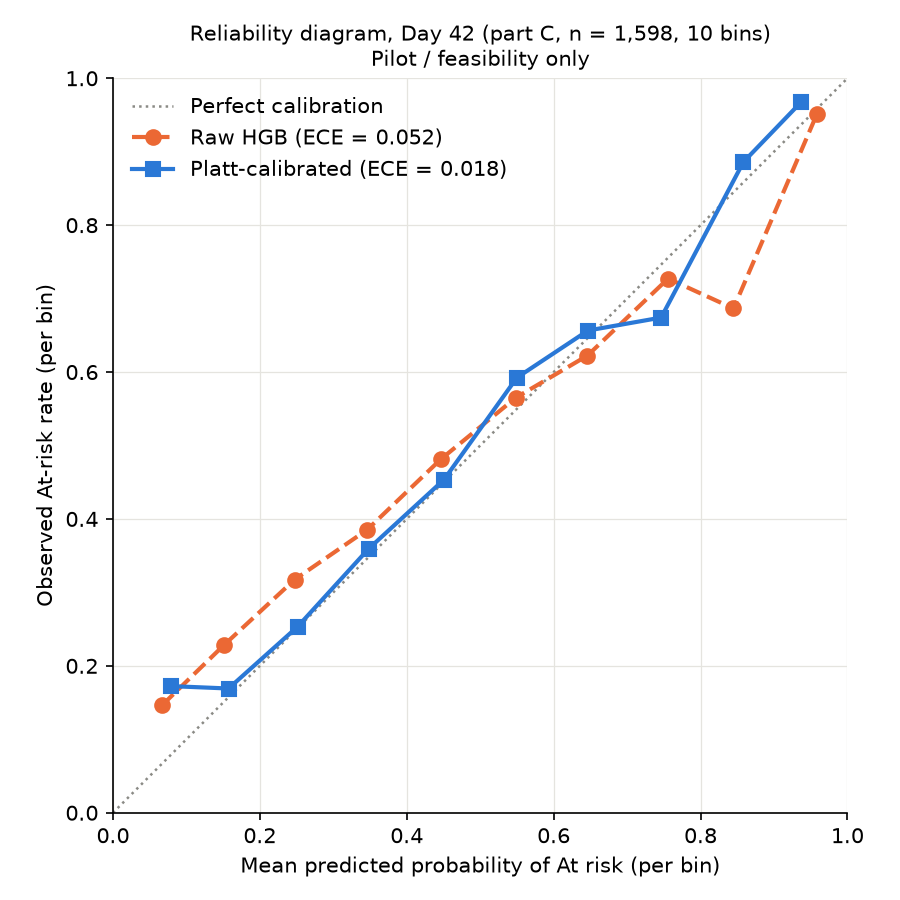 Reliability diagram, Day 42 (part C, n = 1,598, 10 bins)
Pilot / feasibility only
Perfect calibration
Raw HGB (ECE = 0.052)
Platt-calibrated (ECE = 0.018)
Observed At-risk rate (per bin)
1.0
0.8
0.6
0.4
0.2
0.0
0.0 0.2 0.4 0.6 0.8 1.0
Mean predicted probability of At risk (per bin)